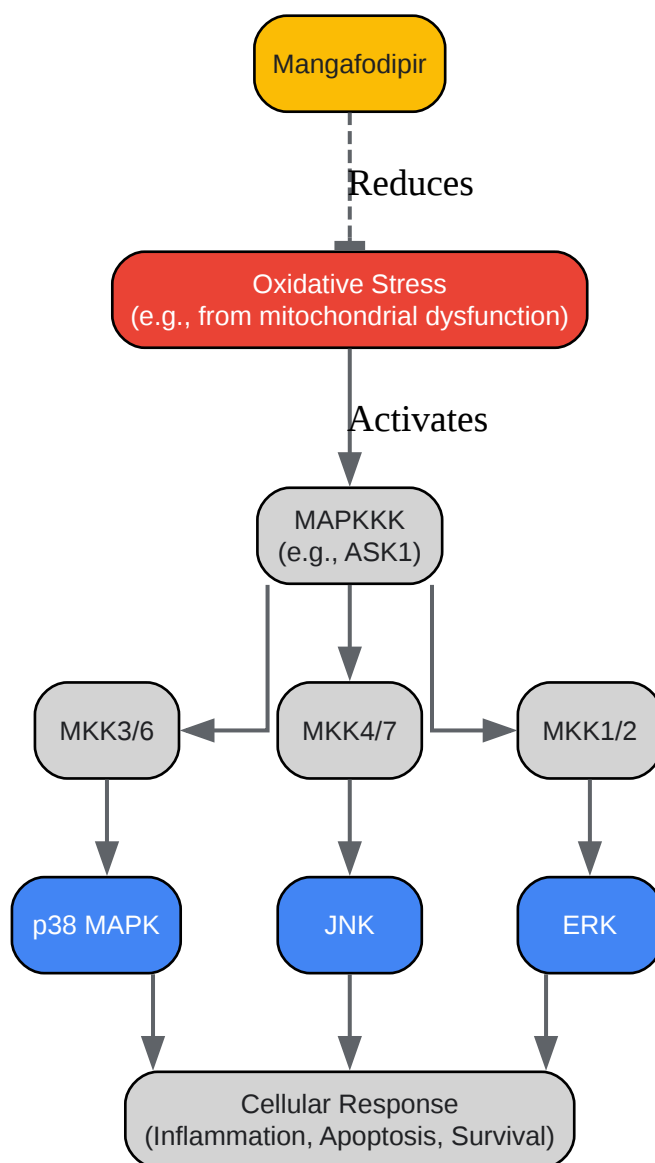 Mangafodipir
Reduces
Oxidative Stress
(e.g., from mitochondrial dysfunction)
Activates
MAPKKK
(e.g., ASK1)
MKK3/6
MKK4/7
MKK1/2
p38 MAPK
JNK
ERK
Cellular Response
(Inflammation, Apoptosis, Survival)